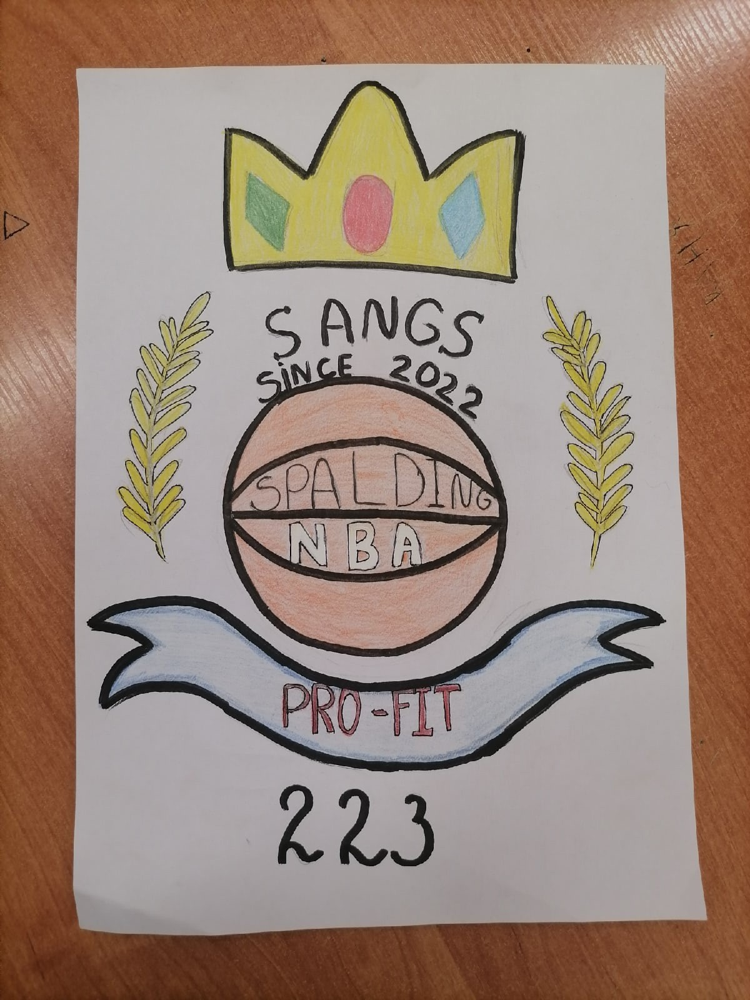 SANGS
SINCE 2022
SPALDING
NBA
PRO-FIT
223